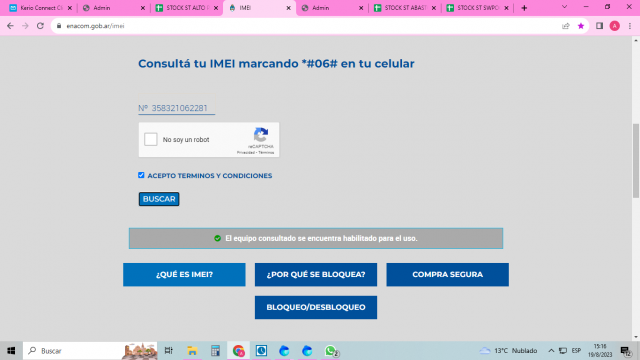 Kerio Connect Cl
Admin
STOCK ST ALTO
IMEI
Admin
STOCK ST ABAST
STOCK ST SWPO
enacom.gob.ar/imei
A
Consultá tu IMEI marcando *#06# en tu celular
Nº 358321062281
No soy un robot
reCAPTCHA
Privacidad - Términos
ACEPTO TERMINOS Y CONDICIONES
BUSCAR
El equipo consultado se encuentra habilitado para el uso.
¿QUÉ ES IMEI?
¿POR QUÉ SE BLOQUEA?
COMPRA SEGURA
BLOQUEO/DESBLOQUEO
Buscar
13°C Nublado
ESP
15:16
19/8/2023